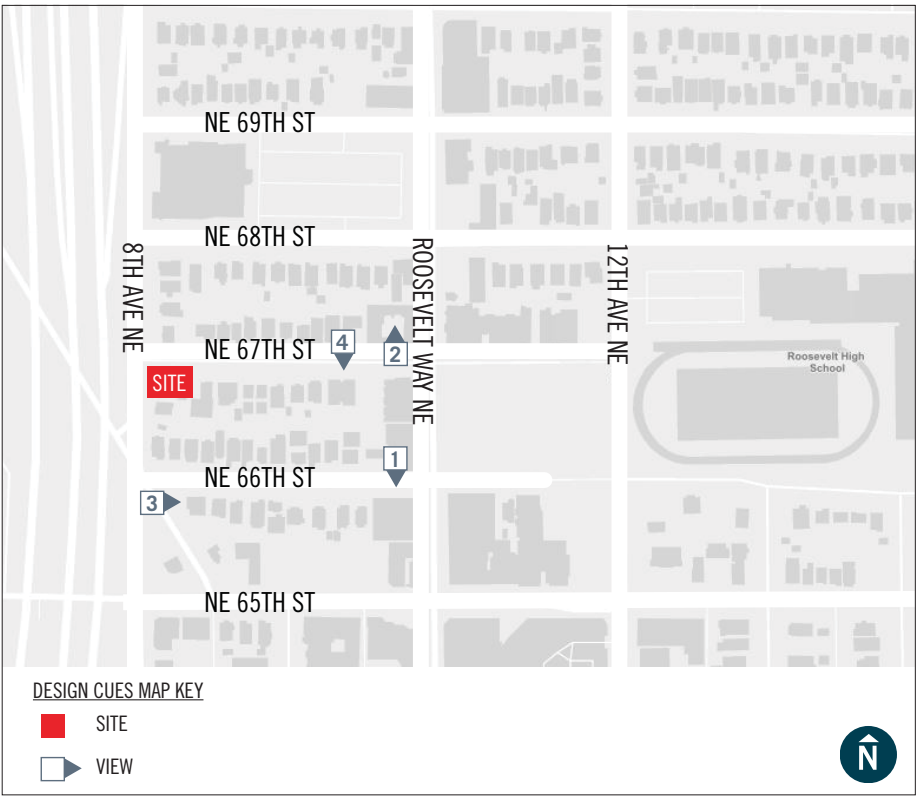 NE 69TH ST
NE 68TH ST
8TH AVE NE
ROOSEVELT WAY NE
12TH AVE NE
NE 67TH ST
4
2
Roosevelt High
School
SITE
1
NE 66TH ST
3
NE 65TH ST
DESIGN CUES MAP KEY
SITE
VIEW
N